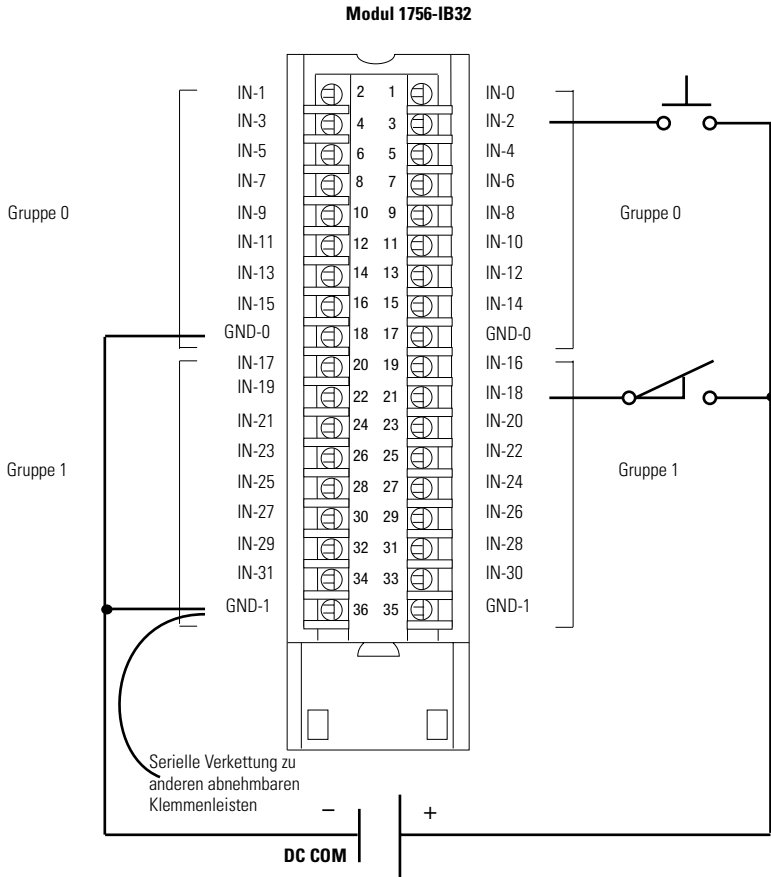 Modul 1756-IB32
IN-1 2 1 IN-0
IN-3 4 3 IN-2
IN-5 6 5 IN-4
IN-7 8 7 IN-6
Gruppe 0 IN-9 10 9 IN-8 Gruppe 0
IN-11 12 11 IN-10
IN-13 14 13 IN-12
IN-15 16 15 IN-14
GND-0 18 17 GND-0
IN-17 20 19 IN-16
IN-19 22 21 IN-18
IN-21 24 23 IN-20
IN-23 26 25 IN-22
Gruppe 1 IN-25 28 27 IN-24 Gruppe 1
IN-27 30 29 IN-26
IN-29 32 31 IN-28
IN-31 34 33 IN-30
GND-1 36 35 GND-1
Serielle Verkettung zu
anderen abnehmbaren
Klemmenleisten
– +
DC COM